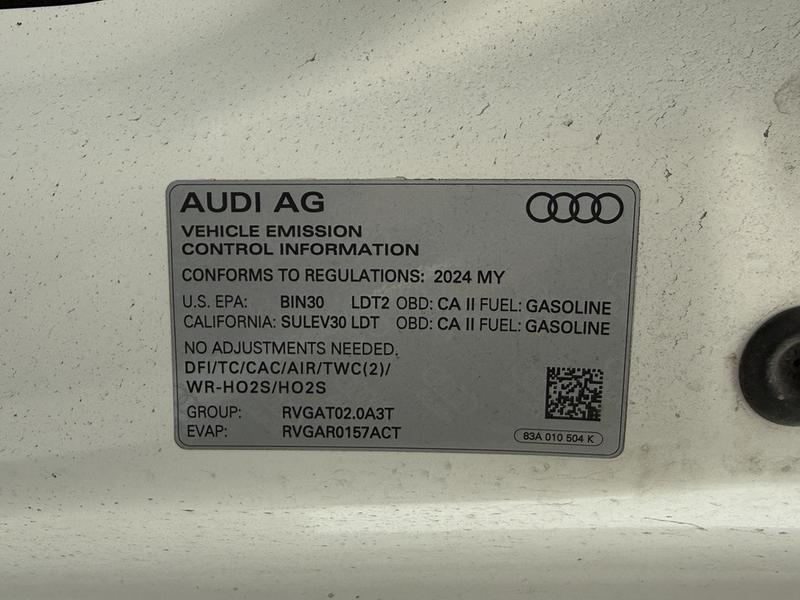 AUDI AG
VEHICLE EMISSION
CONTROL INFORMATION
CONFORMS TO REGULATIONS: 2024 MY
U.S. EPA: BIN30 LDT2 OBD: CA II FUEL: GASOLINE
CALIFORNIA: SULEV30 LDT OBD: CA II FUEL: GASOLINE
NO ADJUSTMENTS NEEDED.
DFI/TC/CAC/AIR/TWC(2)/
WR-HO2S/HO2S
GROUP: RVGAT02.0A3T
EVAP: RVGAR0157ACT
83A 010 504 K